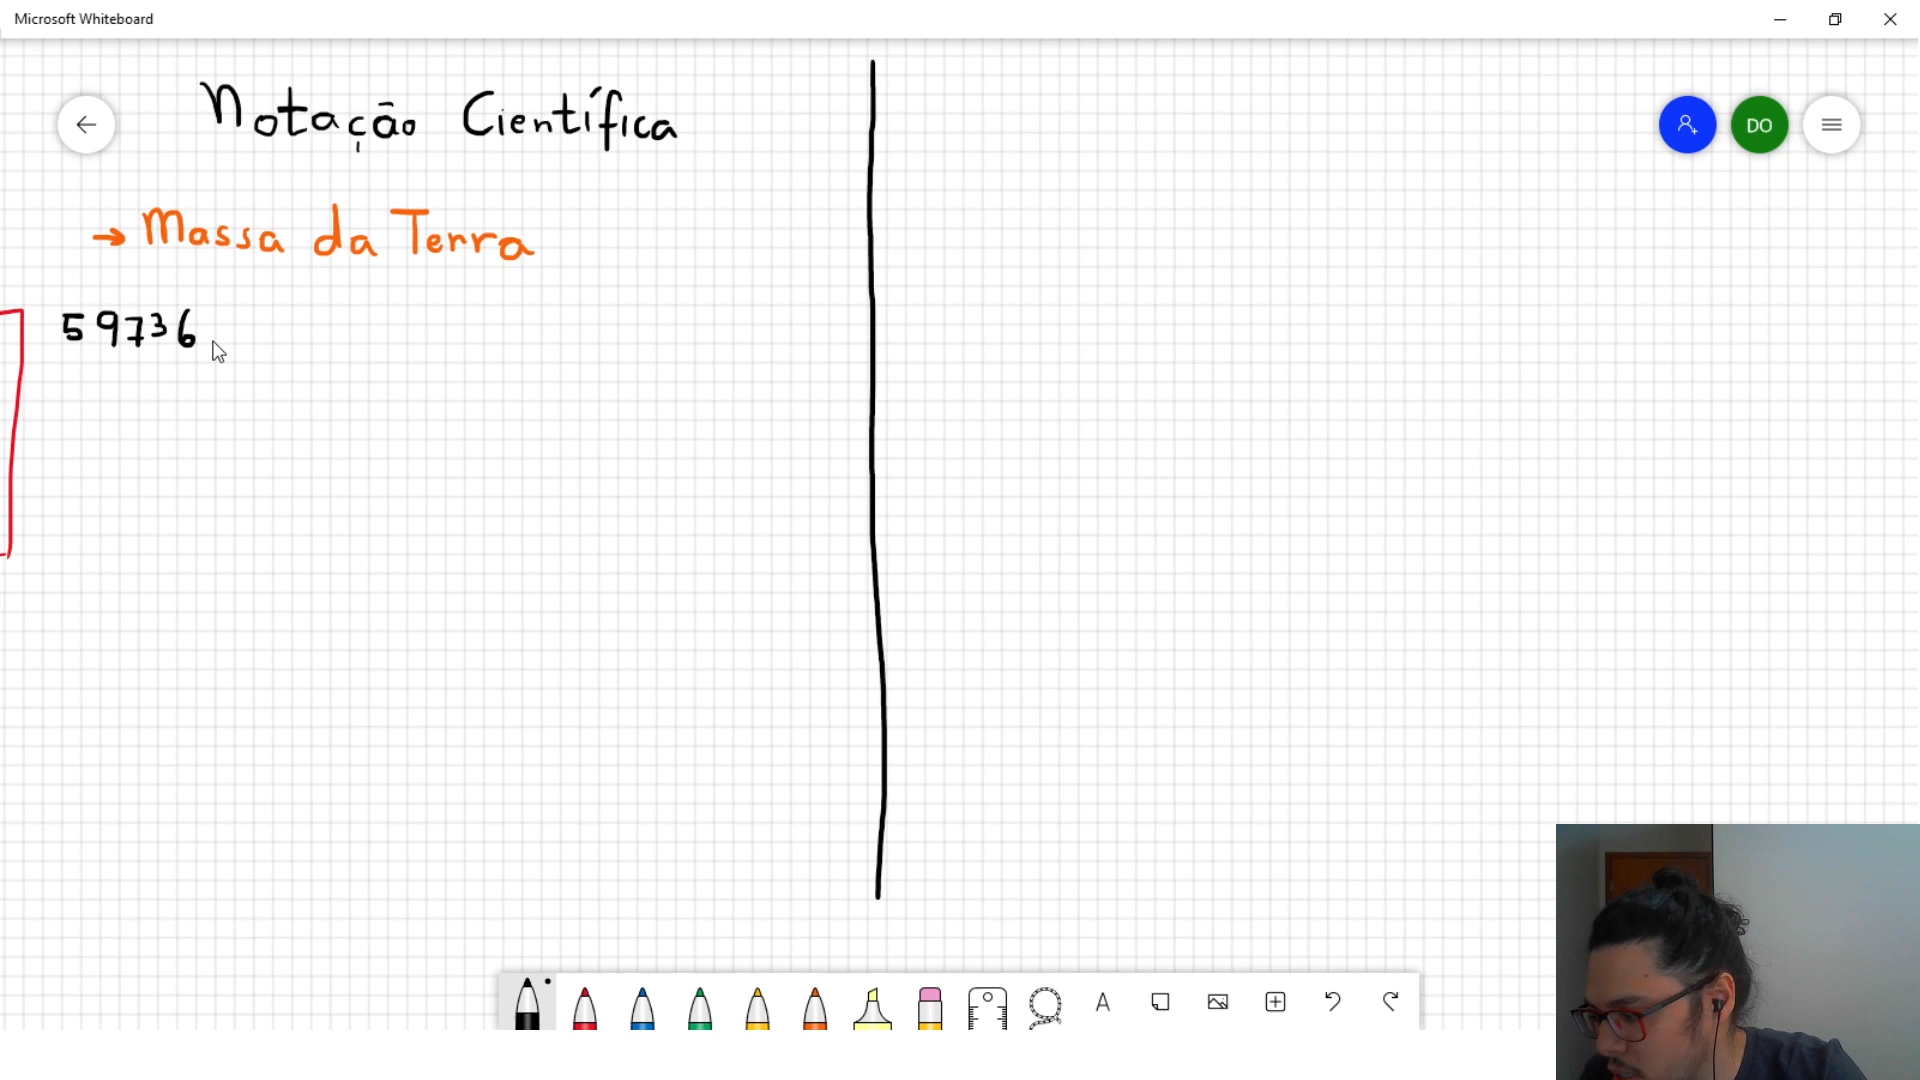 Microsoft Whiteboard
Notação Científica
→ Massa da Terra
59736
DO
A